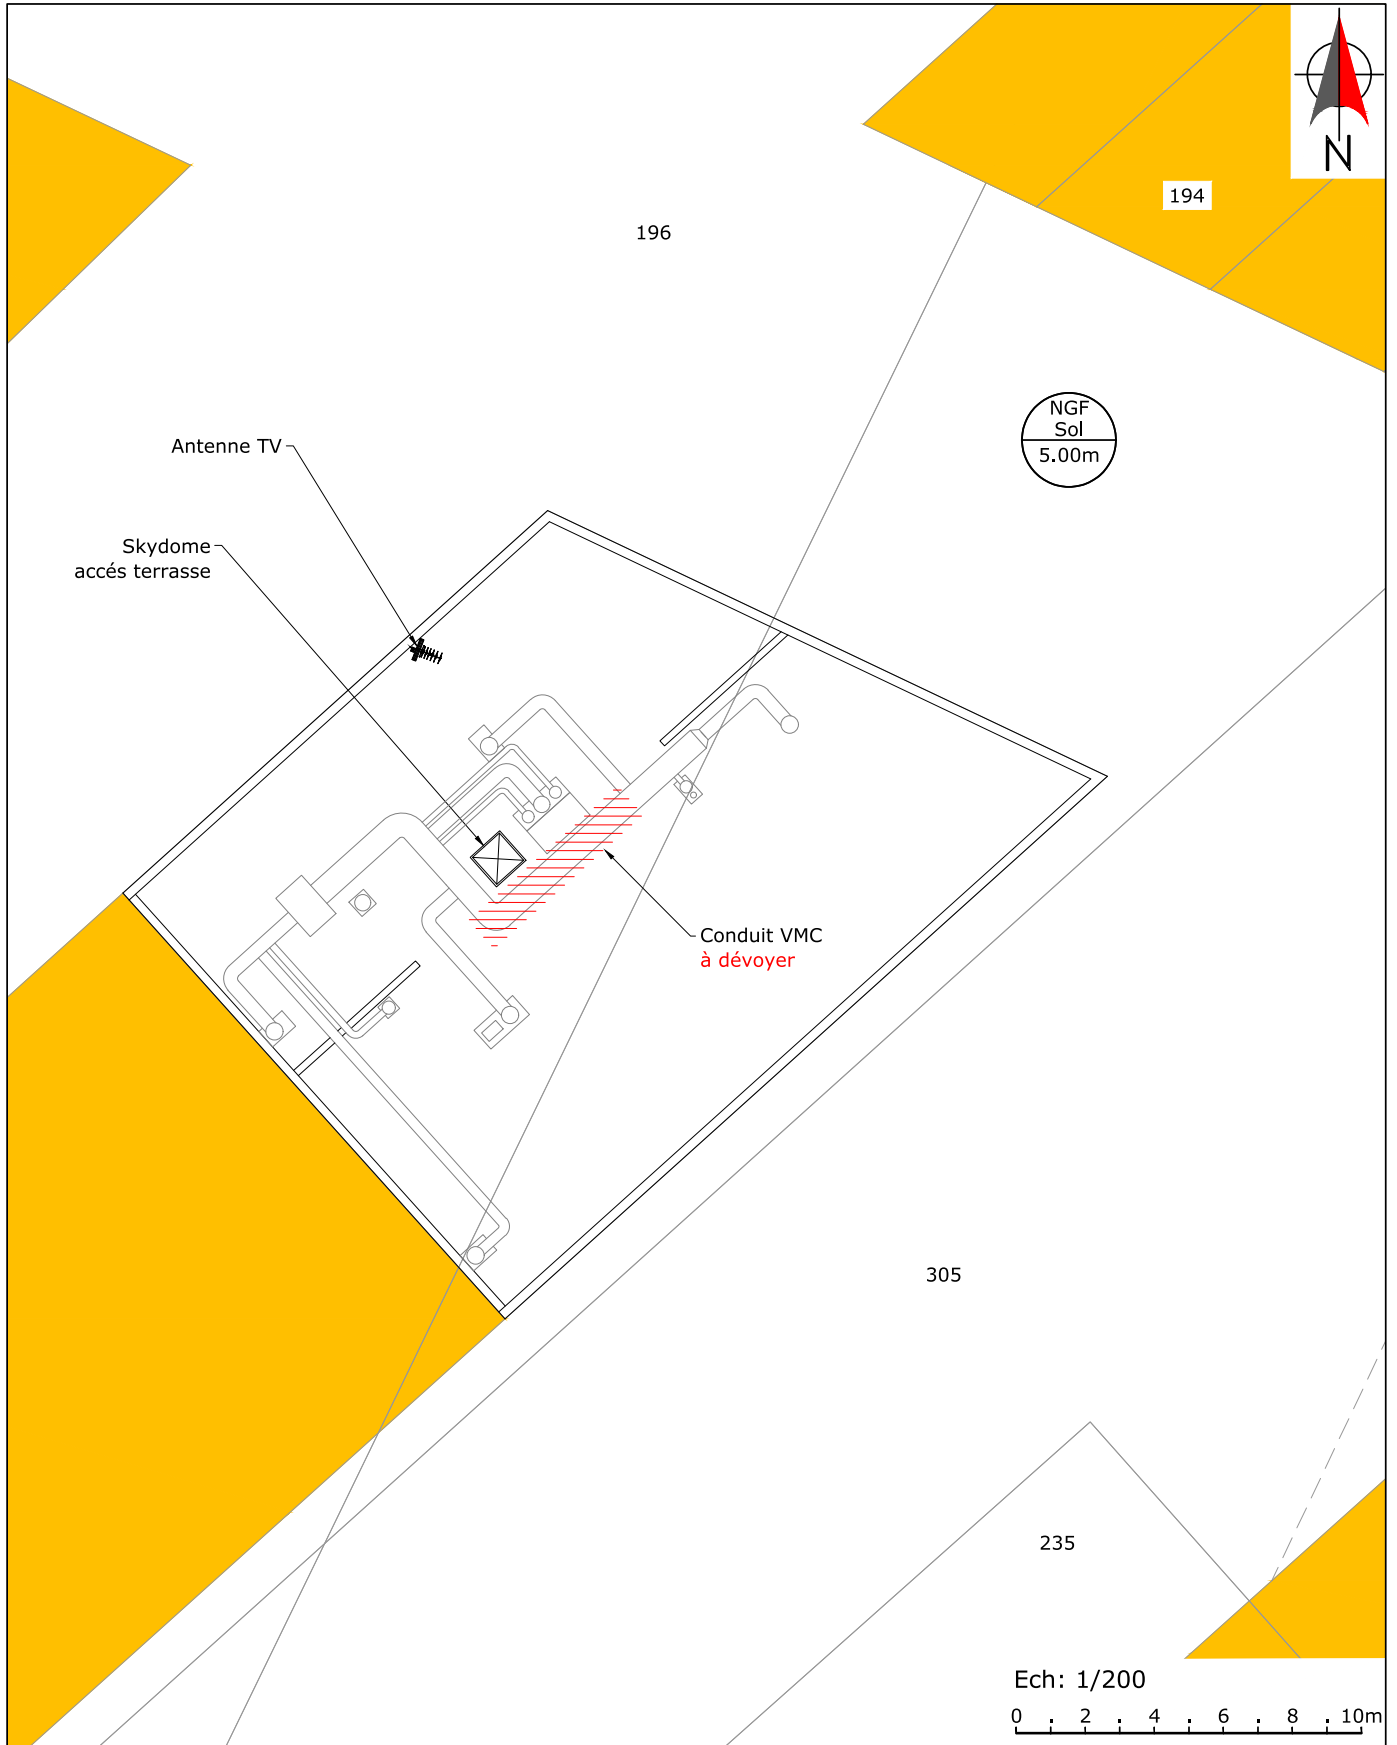 N
194
196
NGF
Sol
5.00m
Antenne TV
Skydome
accés terrasse
Conduit VMC
à dévoyer
305
235
Ech: 1/200
0 . 2 . 4 . 6 . 8 . 10m